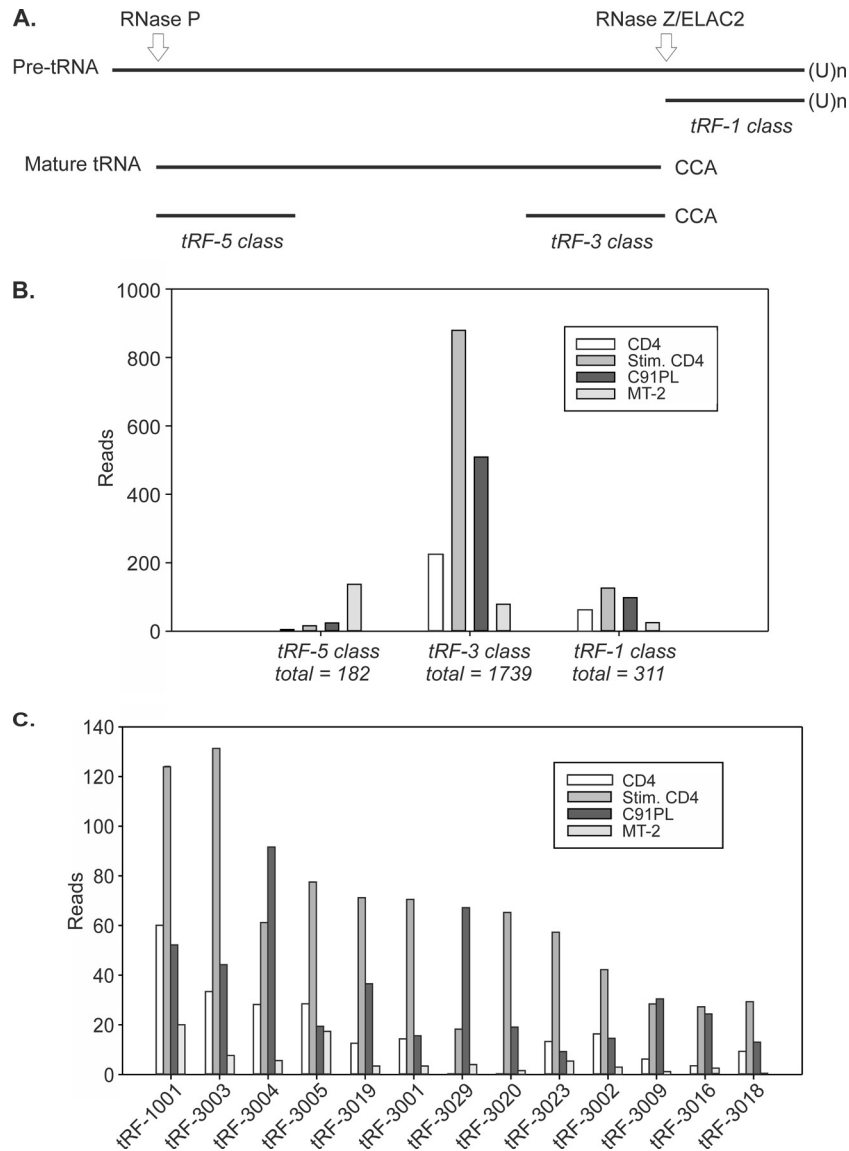 A.
RNase P
RNase Z/ELAC2
Pre-tRNA
(U)n
(U)n
tRF-1 class
Mature tRNA
CCA
CCA
tRF-5 class
tRF-3 class
B.
1000
800
600
400
200
0
Reads
CD4
Stim. CD4
C91PL
MT-2
tRF-5 class
total = 182
tRF-3 class
total = 1739
tRF-1 class
total = 311
C.
140
120
100
80
60
40
20
0
Reads
CD4
Stim. CD4
C91PL
MT-2
tRF-1001
tRF-3003
tRF-3004
tRF-3005
tRF-3019
tRF-3001
tRF-3029
tRF-3020
tRF-3023
tRF-3002
tRF-3009
tRF-3016
tRF-3018